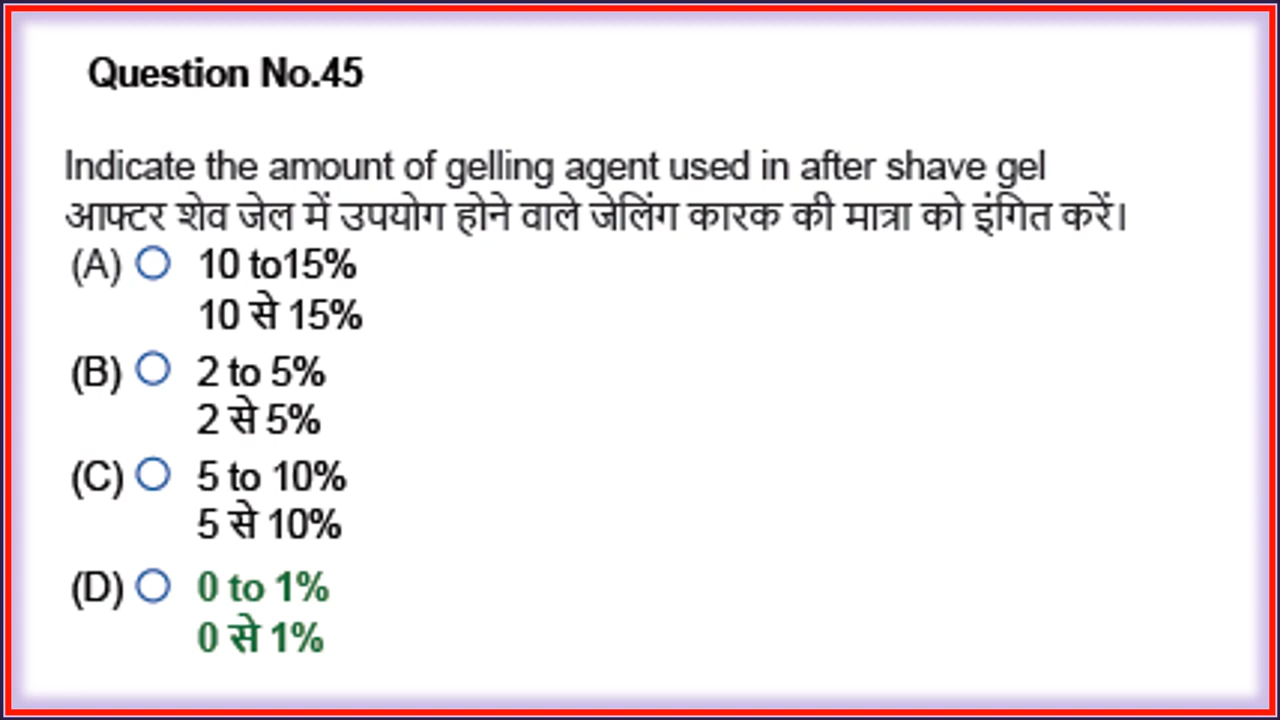 Question No.45
Indicate the amount of gelling agent used in after shave gel
आफ्टर शेव जेल में उपयोग होने वाले जेलिंग कारक की मात्रा को इंगित करें।
(A) 10 to15%
10 से 15%
(B) 2 to 5%
2 से 5%
(C) 5 to 10%
5 से 10%
(D) 0 to 1%
0 से 1%